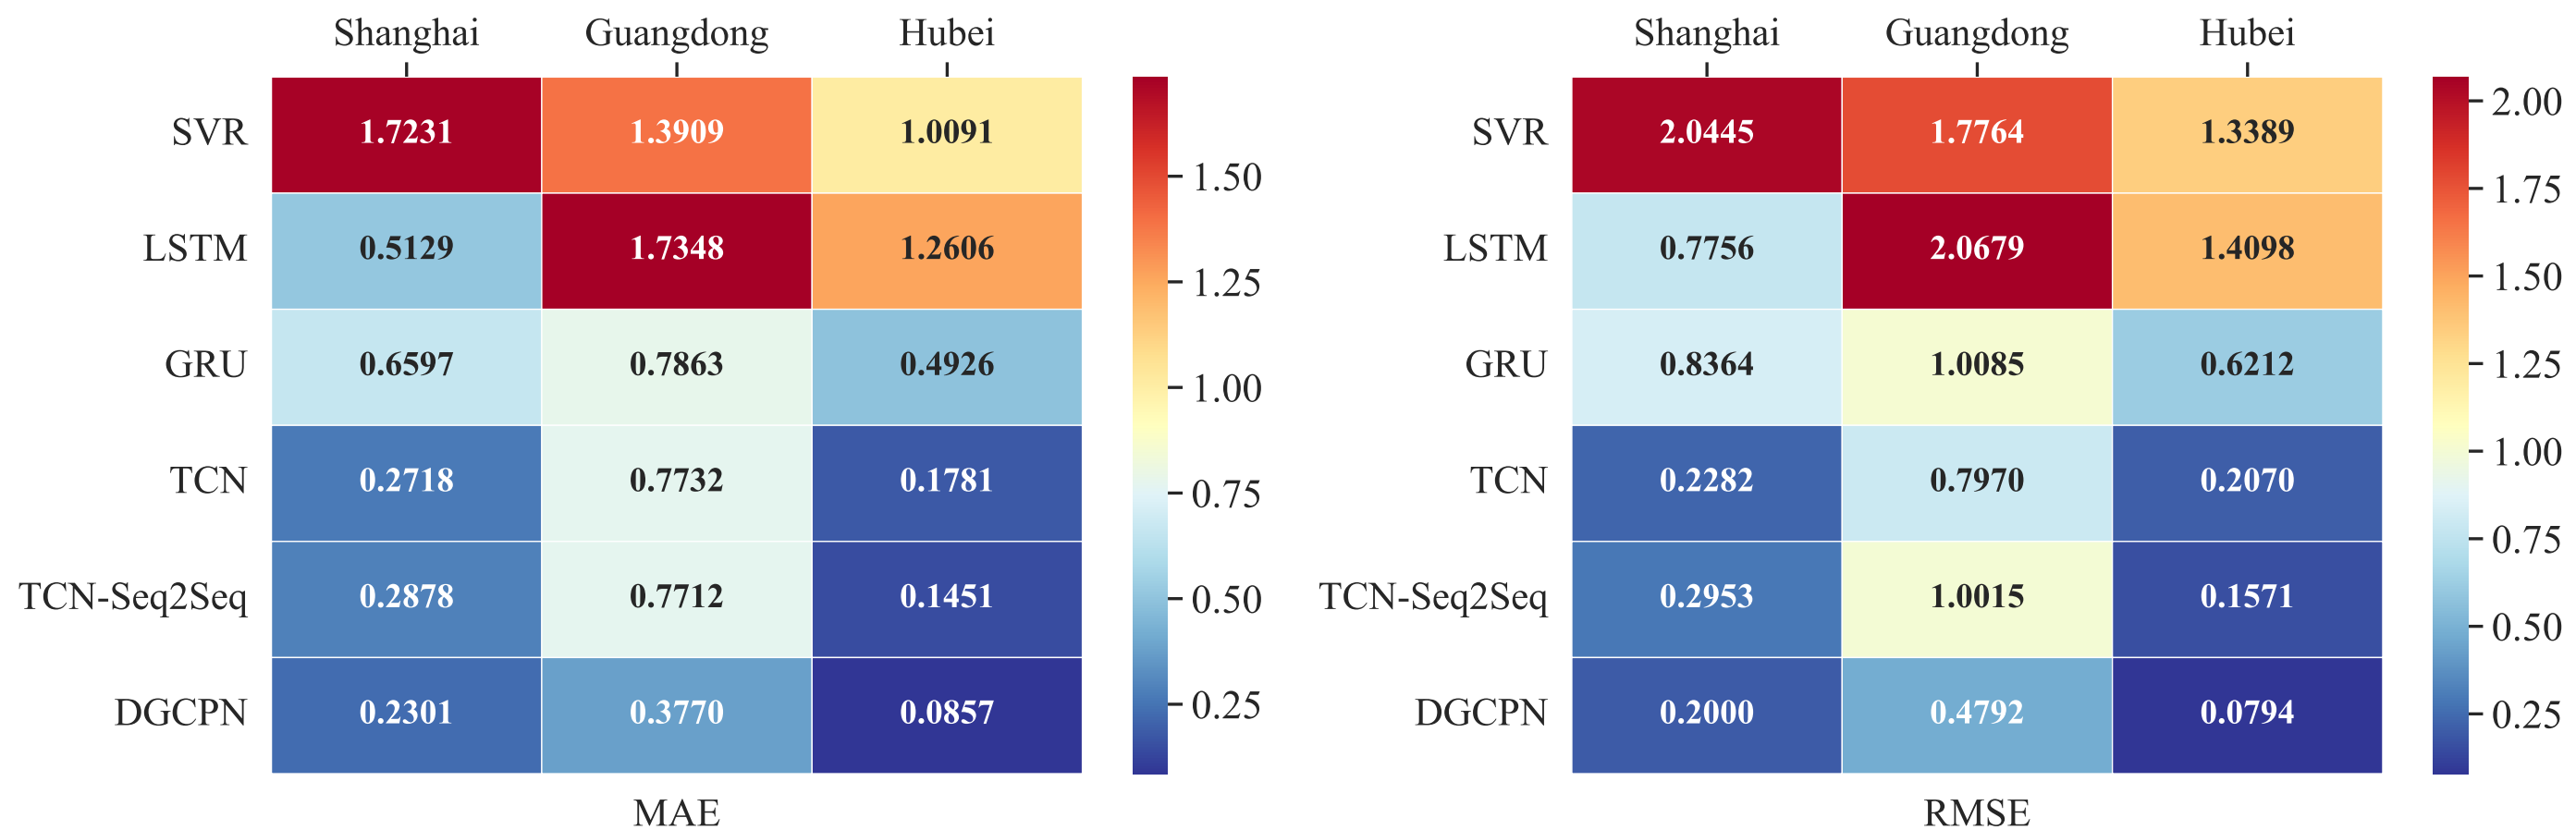 Shanghai Guangdong Hubei
SVR 1.7231 1.3909 1.0091
LSTM 0.5129 1.7348 1.2606
GRU 0.6597 0.7863 0.4926
TCN 0.2718 0.7732 0.1781
TCN-Seq2Seq 0.2878 0.7712 0.1451
DGCPN 0.2301 0.3770 0.0857
MAE
1.50
1.25
1.00
0.75
0.50
0.25
Shanghai Guangdong Hubei
SVR 2.0445 1.7764 1.3389
LSTM 0.7756 2.0679 1.4098
GRU 0.8364 1.0085 0.6212
TCN 0.2282 0.7970 0.2070
TCN-Seq2Seq 0.2953 1.0015 0.1571
DGCPN 0.2000 0.4792 0.0794
RMSE
2.00
1.75
1.50
1.25
1.00
0.75
0.50
0.25